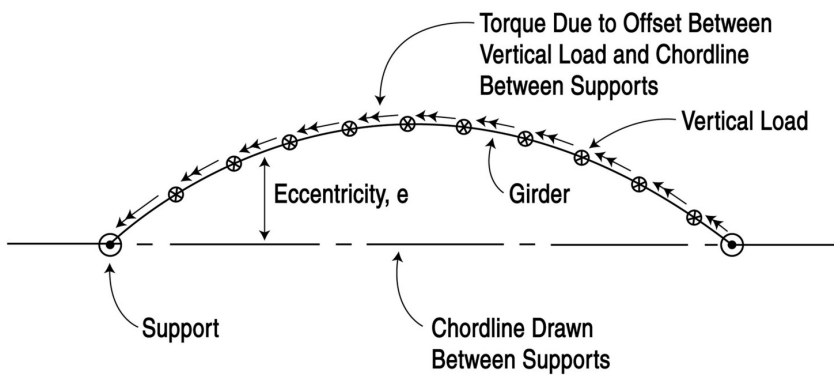 Torque Due to Offset Between
Vertical Load and Chordline
Between Supports
Vertical Load
Eccentricity, e
Girder
Support
Chordline Drawn
Between Supports